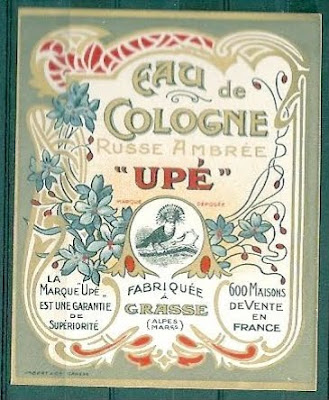 EAU de
COLOGNE
RUSSE AMBRÉE
"UPÉ"
MARQUE DÉPOSÉE
LA
MARQUE "UPÉ"
EST UNE GARANTIE
DE
SUPÉRIORITÉ
FABRIQUÉE
À
GRASSE
(ALPES
MARMES)
600 MAISONS
DE VENTE
EN
FRANCE